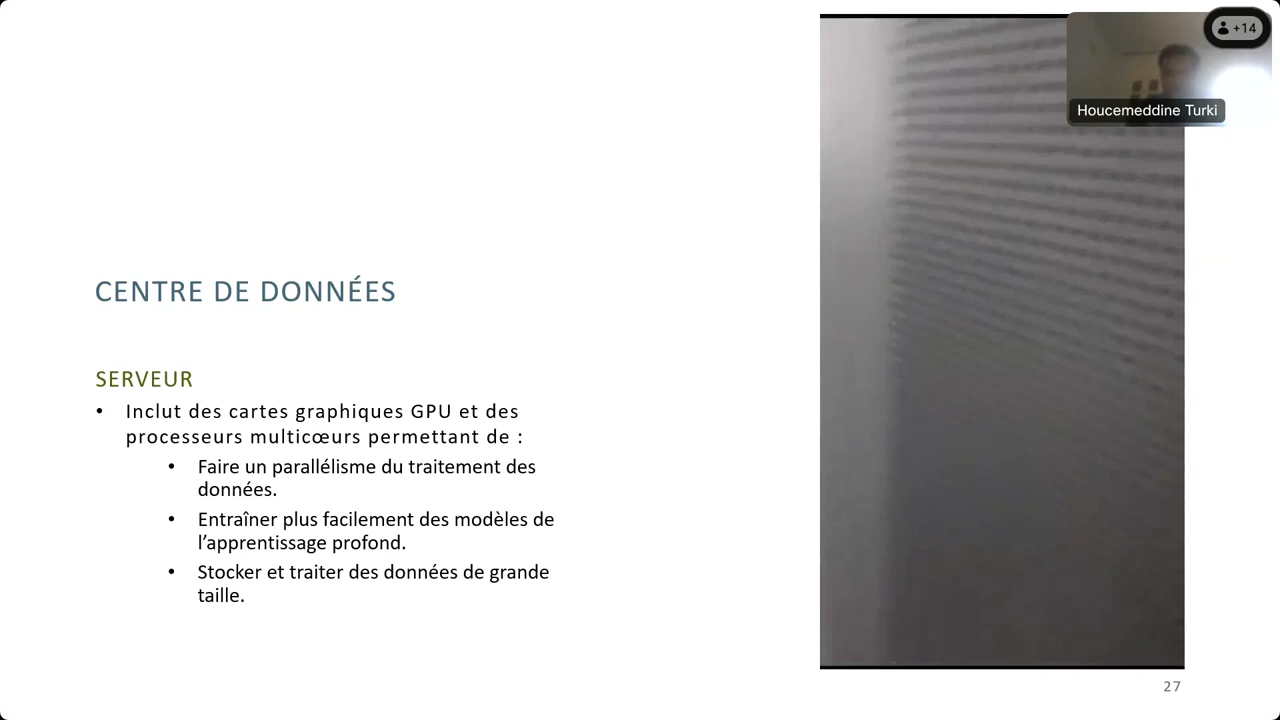 +14
Houcemeddine Turki
CENTRE DE DONNÉES
SERVEUR
• Inclut des cartes graphiques GPU et des
processeurs multicœurs permettant de :
• Faire un parallélisme du traitement des
données.
• Entraîner plus facilement des modèles de
l’apprentissage profond.
• Stocker et traiter des données de grande
taille.
27